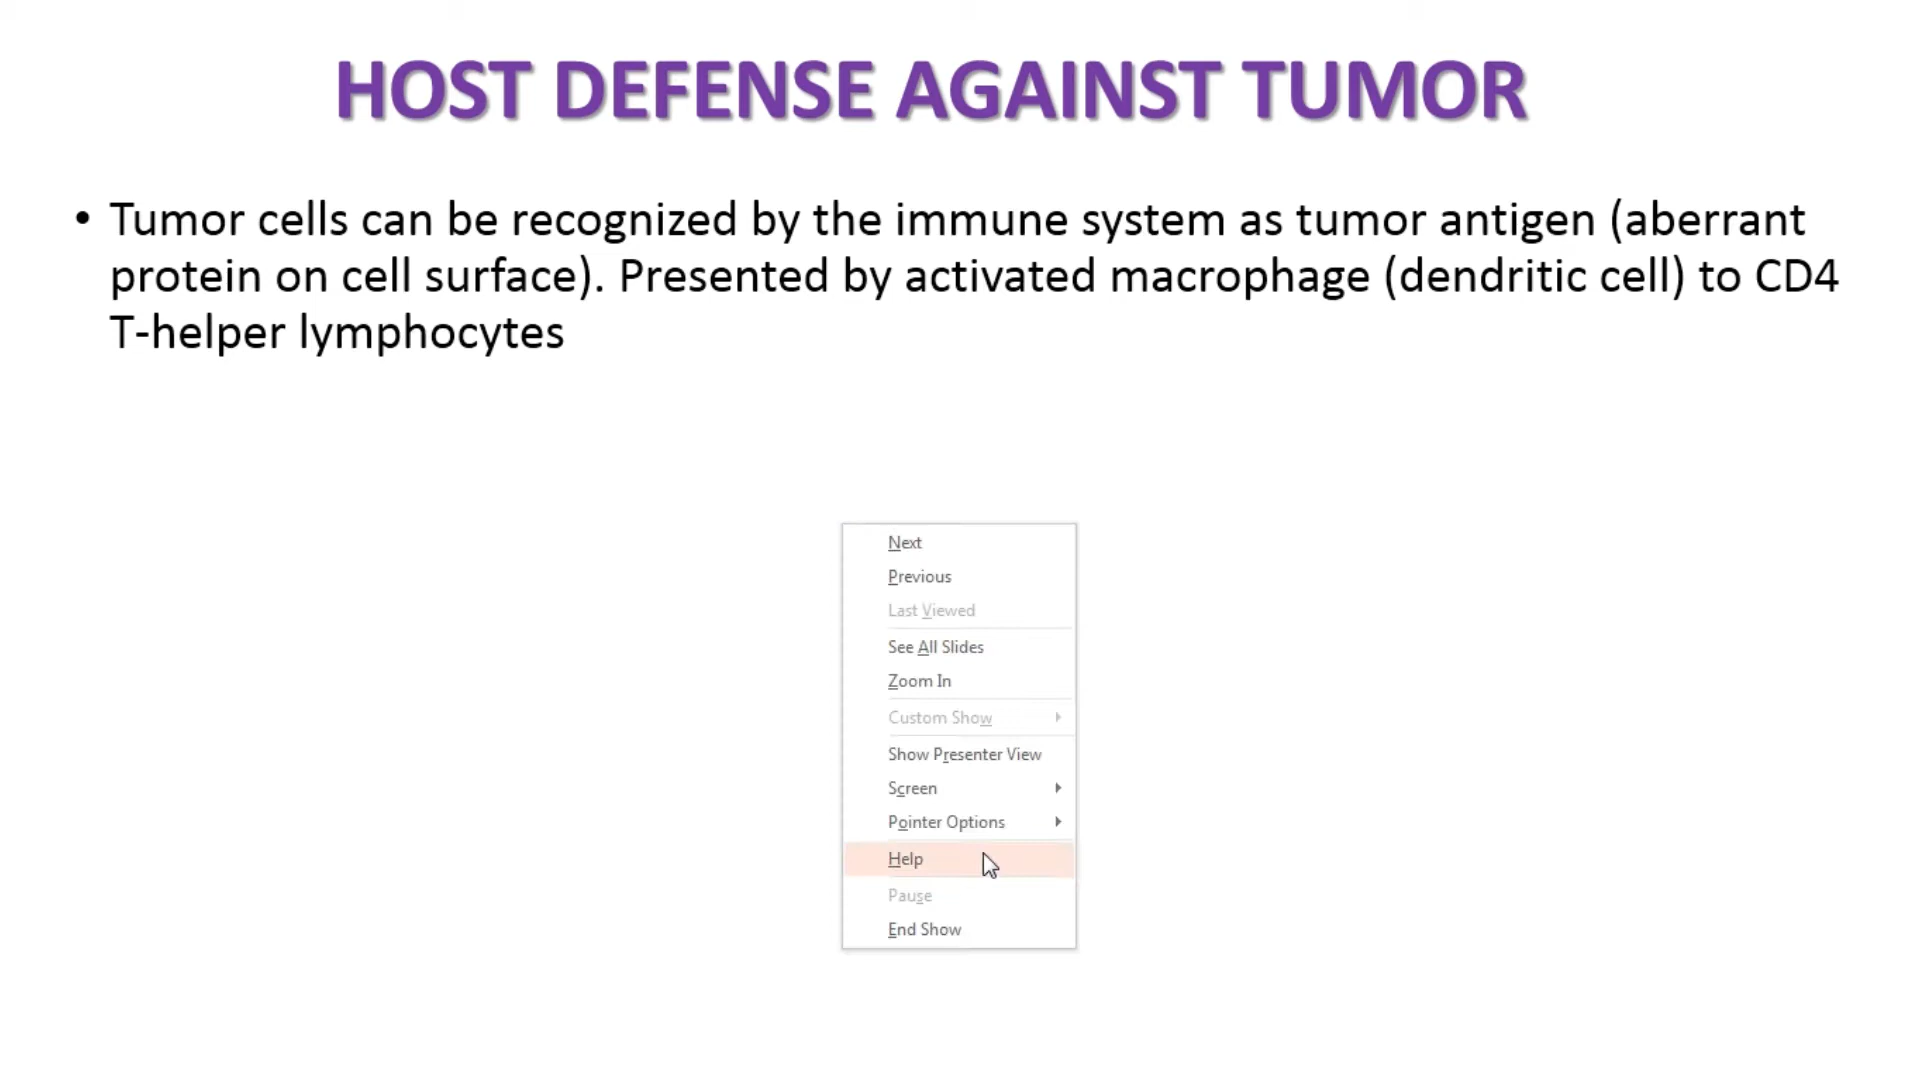 HOST DEFENSE AGAINST TUMOR
• Tumor cells can be recognized by the immune system as tumor antigen (aberrant
protein on cell surface). Presented by activated macrophage (dendritic cell) to CD4
T-helper lymphocytes
Next
Previous
Last Viewed
See All Slides
Zoom In
Custom Show
Show Presenter View
Screen
Pointer Options
Help
Pause
End Show